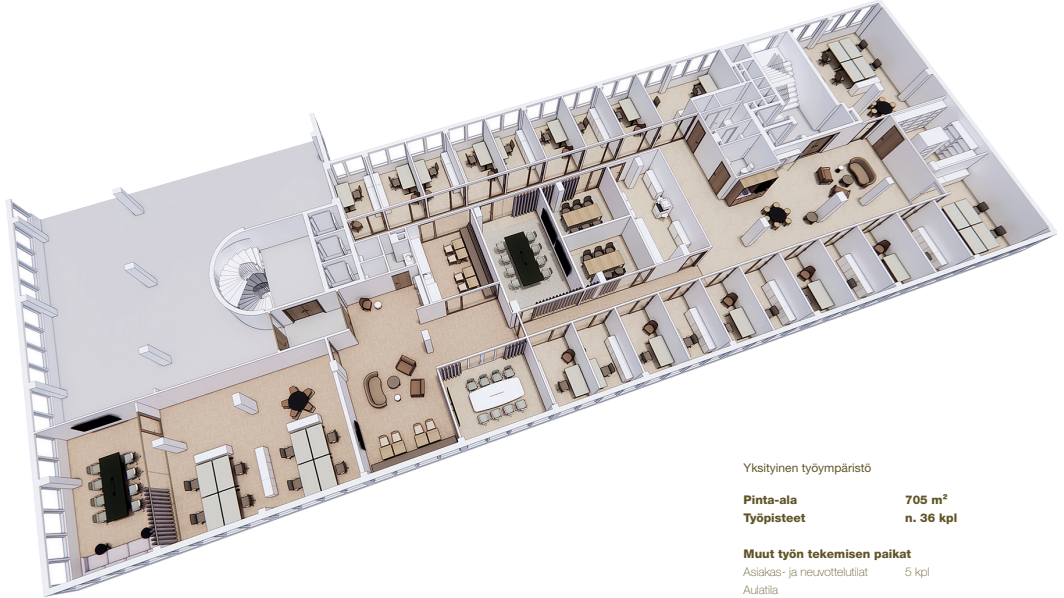 Yksityinen työympäristö
Pinta-ala 705 m²
Työpisteet n. 36 kpl
Muut työn tekemisen paikat
Asiakas- ja neuvottelutilat 5 kpl
Aulatila